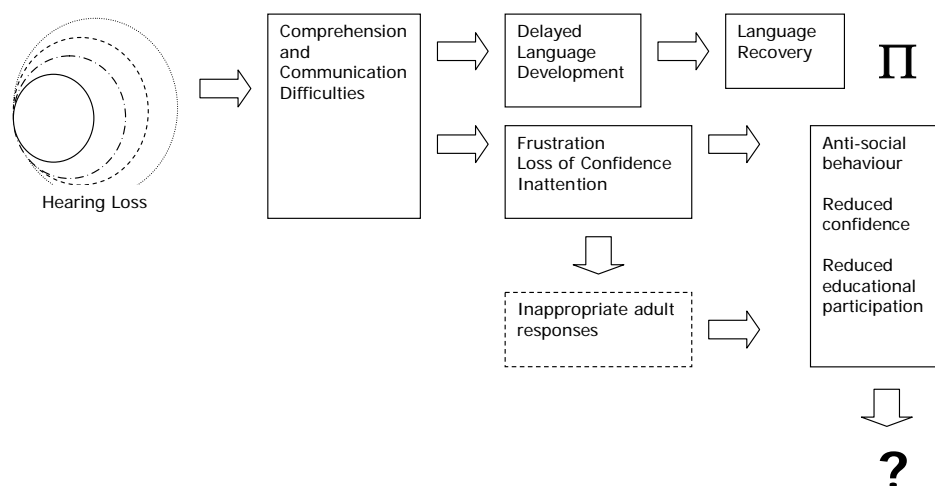 Comprehension
and
Communication
Difficulties
Delayed
Language
Development
Language
Recovery
Π
Frustration
Loss of Confidence
Inattention
Anti-social
behaviour
Reduced
confidence
Reduced
educational
participation
Hearing Loss
Inappropriate adult
responses
?